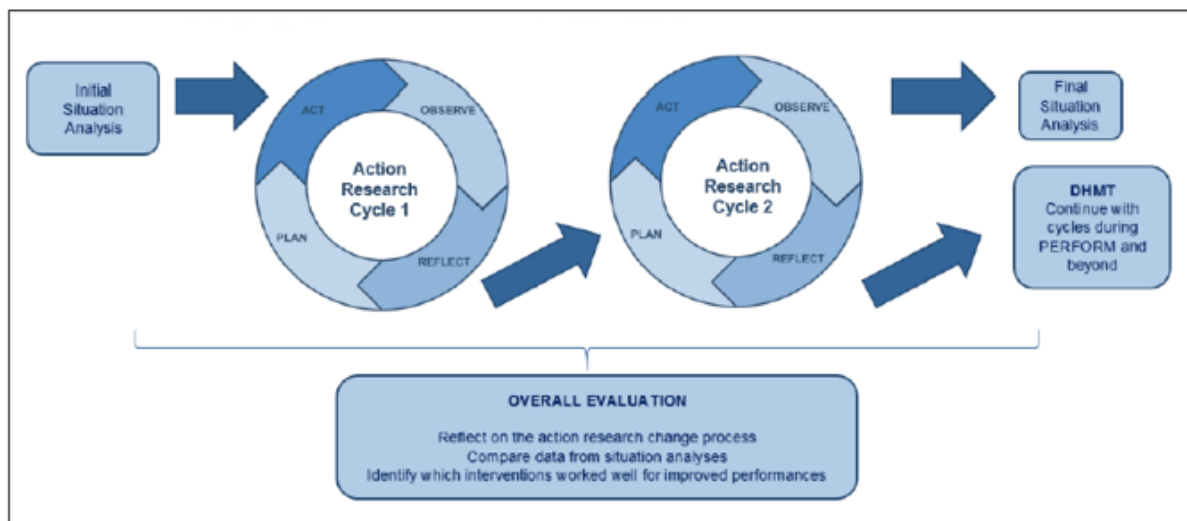 Initial
Situation
Analysis
ACT
OBSERVE
Action
Research
Cycle 1
PLAN
REFLECT
ACT
OBSERVE
Action
Research
Cycle 2
PLAN
REFLECT
Final
Situation
Analysis
DHMT
Continue with
cycles during
PERFORM and
beyond
OVERALL EVALUATION
Reflect on the action research change process
Compare data from situation analyses
Identify which interventions worked well for improved performances